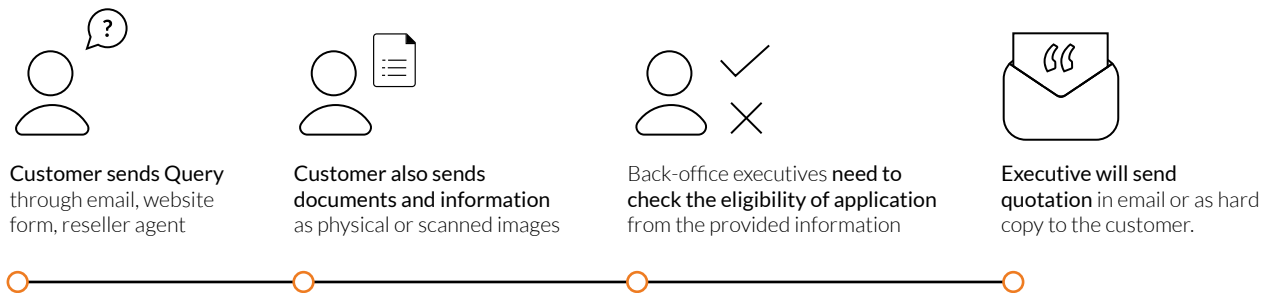 ?
“
Customer sends Query
through email, website
form, reseller agent
Customer also sends
documents and information
as physical or scanned images
Back-office executives need to
check the eligibility of application
from the provided information
Executive will send
quotation in email or as hard
copy to the customer.